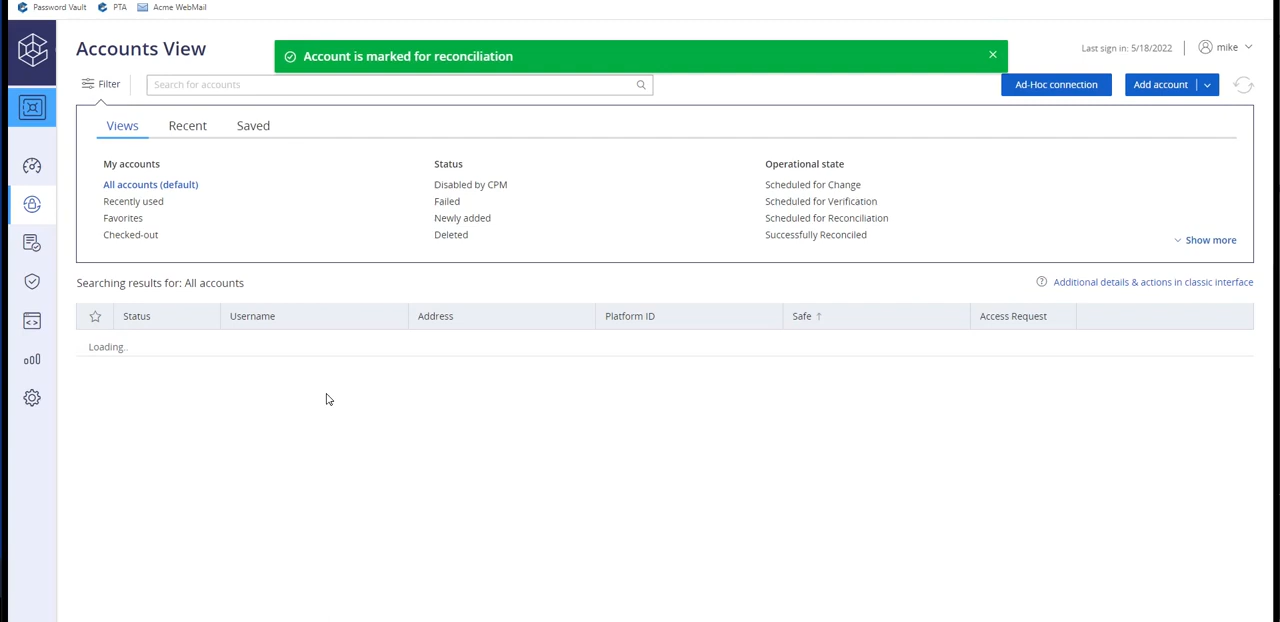 Password Vault PTA Acme WebMail
Accounts View
Account is marked for reconciliation
Last sign in: 5/18/2022
mike
Filter
Search for accounts
Ad-Hoc connection
Add account
Views Recent Saved
My accounts Status Operational state
All accounts (default) Disabled by CPM Scheduled for Change
Recently used Failed Scheduled for Verification
Favorites Newly added Scheduled for Reconciliation
Checked-out Deleted Successfully Reconciled
Show more
Searching results for: All accounts
Additional details & actions in classic interface
Status Username Address Platform ID Safe ↑ Access Request
Loading..